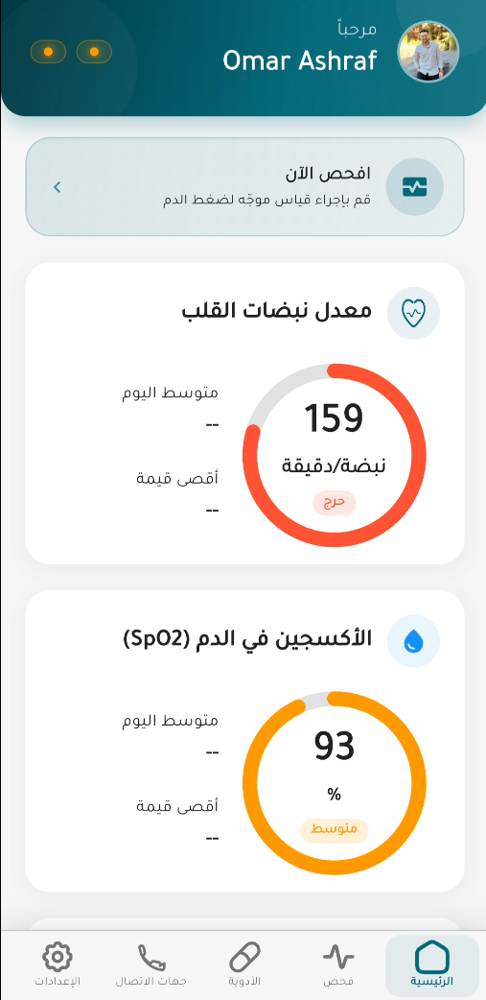 مرحباً
Omar Ashraf
افحص الآن
قم بإجراء قياس موجّه لضغط الدم
معدل نبضات القلب
159
نبضة/دقيقة
حرج
متوسط اليوم
--
أقصى قيمة
--
الأكسجين في الدم (SpO2)
93
%
متوسط
متوسط اليوم
--
أقصى قيمة
--
الرئيسية
فحص
الأدوية
جهات الاتصال
الإعدادات